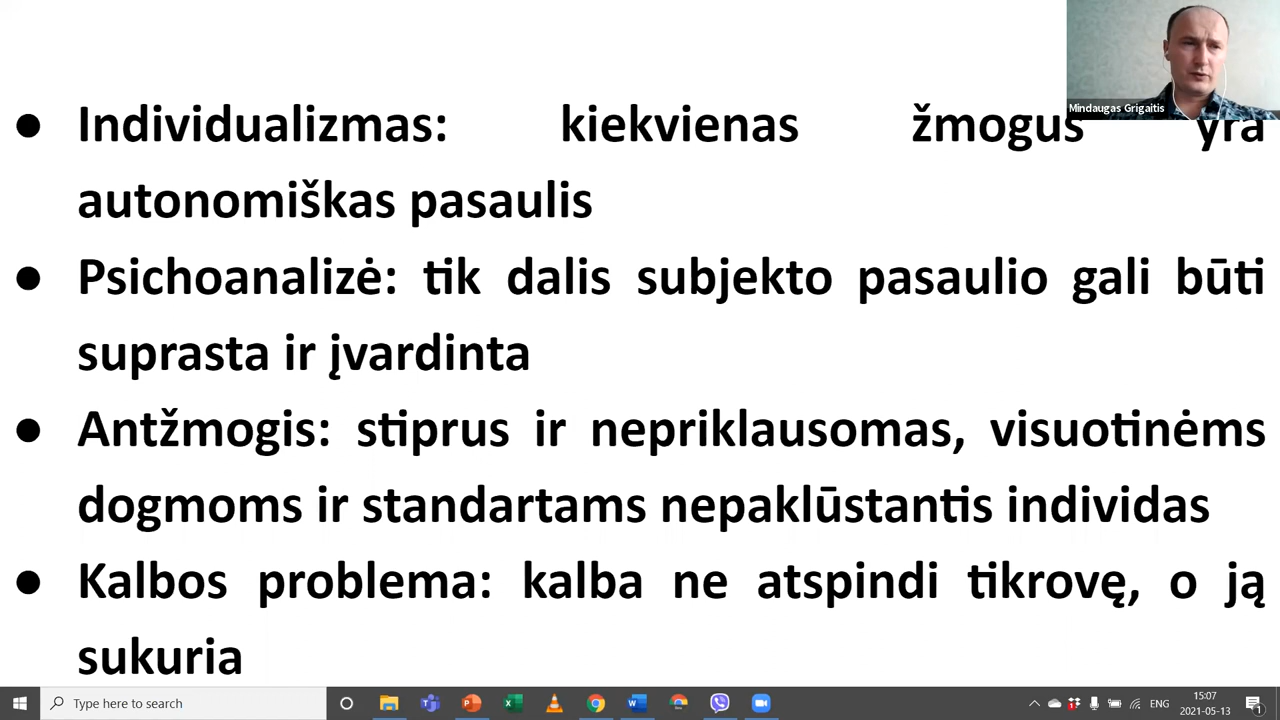 Mindaugas Grigaitis
● Individualizmas: kiekvienas žmogus yra
autonomiškas pasaulis
● Psichoanalizė: tik dalis subjekto pasaulio gali būti
suprasta ir įvardinta
● Antžmogis: stiprus ir nepriklausomas, visuotinėms
dogmoms ir standartams nepaklūstantis individas
● Kalbos problema: kalba ne atspindi tikrovę, o ją
sukuria
Type here to search
ENG
15:07
2021-05-13